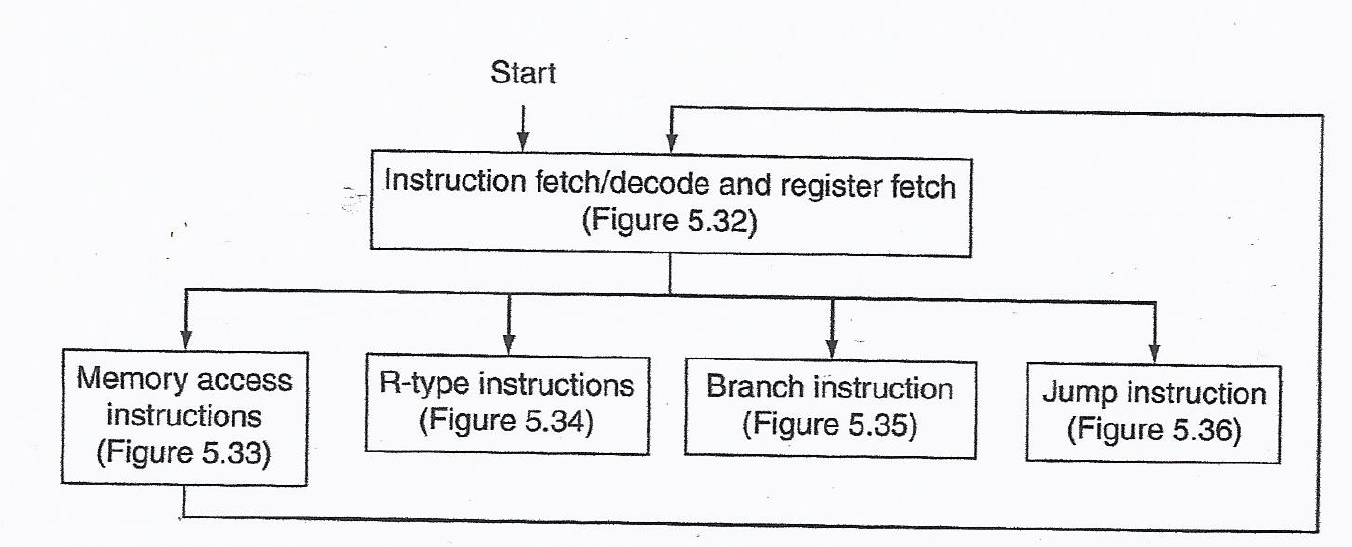 Start
Instruction fetch/decode and register fetch
(Figure 5.32)
Memory access
instructions
(Figure 5.33)
R-type instructions
(Figure 5.34)
Branch instruction
(Figure 5.35)
Jump instruction
(Figure 5.36)